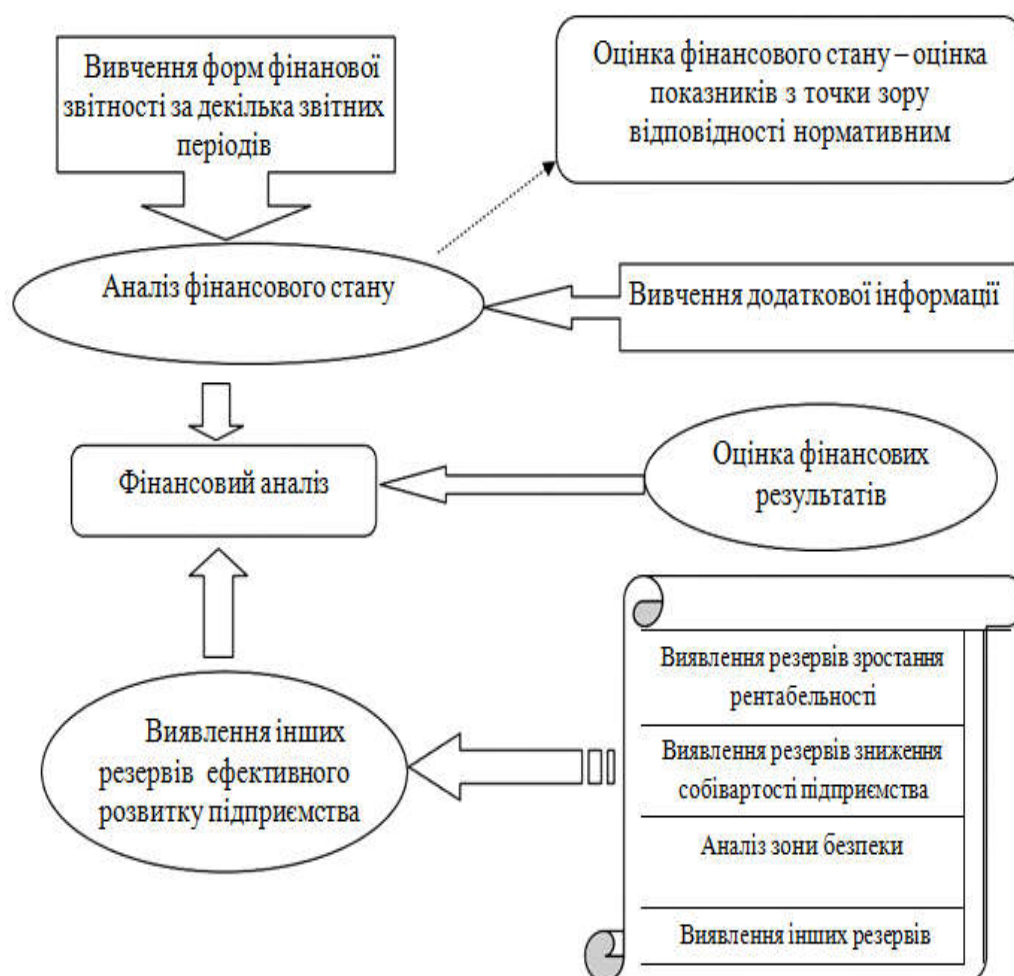 Вивчення форм фінанової
звітності за декілька звітних
періодів
Оцінка фінансового стану – оцінка
показників з точки зору
відповідності нормативним
Аналіз фінансового стану
Вивчення додаткової інформації
Фінансовий аналіз
Оцінка фінансових
результатів
Виявлення інших
резервів ефективного
розвитку підприємства
Виявлення резервів зростання
рентабельності
Виявлення резервів зниження
собівартості підприємства
Аналіз зони безпеки
Виявлення інших резервів